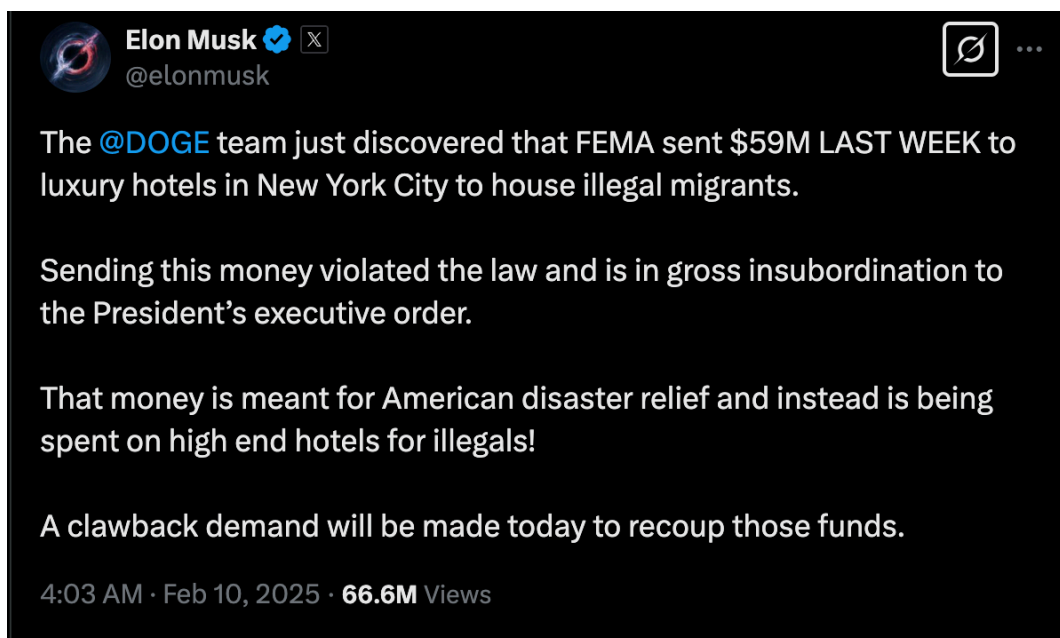 Elon Musk
@elonmusk
The @DOGE team just discovered that FEMA sent $59M LAST WEEK to
luxury hotels in New York City to house illegal migrants.
Sending this money violated the law and is in gross insubordination to
the President’s executive order.
That money is meant for American disaster relief and instead is being
spent on high end hotels for illegals!
A clawback demand will be made today to recoup those funds.
4:03 AM · Feb 10, 2025 · 66.6M Views